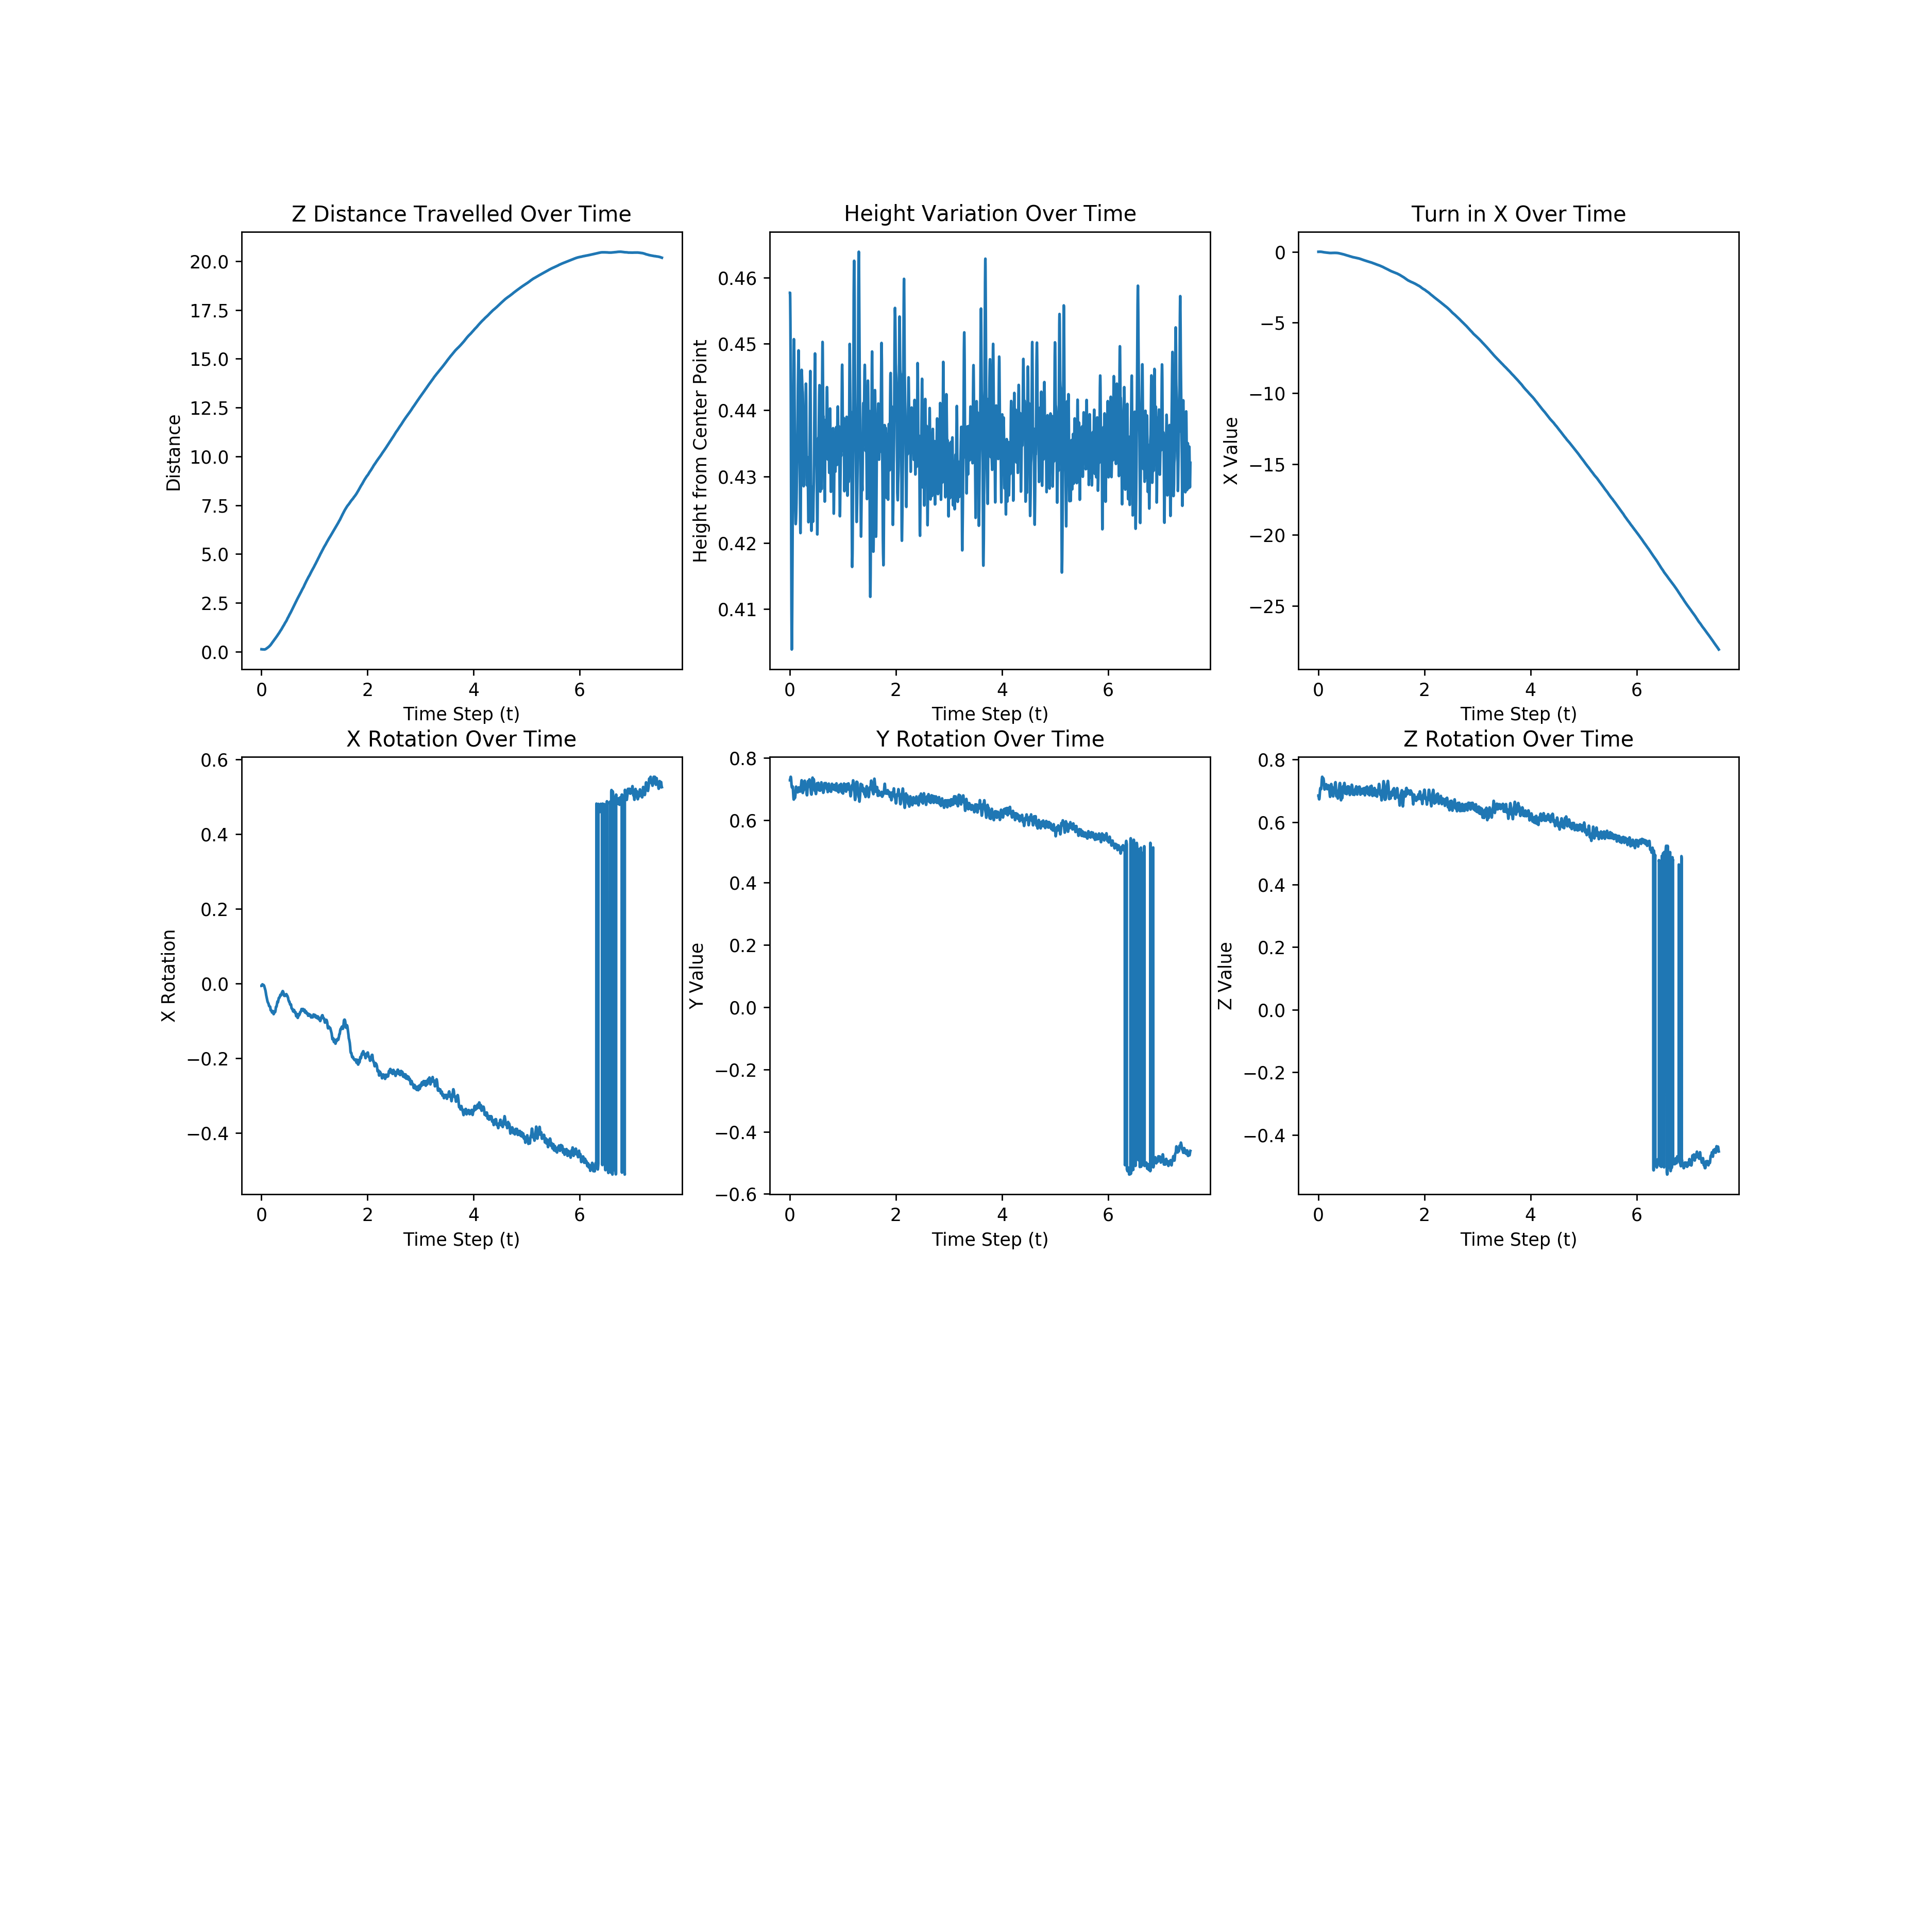 Z Distance Travelled Over Time
Distance
20.0
17.5
15.0
12.5
10.0
7.5
5.0
2.5
0.0
0 2 4 6
Time Step (t)
Height Variation Over Time
Height from Center Point
0.46
0.45
0.44
0.43
0.42
0.41
0 2 4 6
Time Step (t)
Turn in X Over Time
X Value
0
−5
−10
−15
−20
−25
0 2 4 6
Time Step (t)
X Rotation Over Time
X Rotation
0.6
0.4
0.2
0.0
−0.2
−0.4
0 2 4 6
Time Step (t)
Y Rotation Over Time
Y Value
0.8
0.6
0.4
0.2
0.0
−0.2
−0.4
−0.6
0 2 4 6
Time Step (t)
Z Rotation Over Time
Z Value
0.8
0.6
0.4
0.2
0.0
−0.2
−0.4
0 2 4 6
Time Step (t)